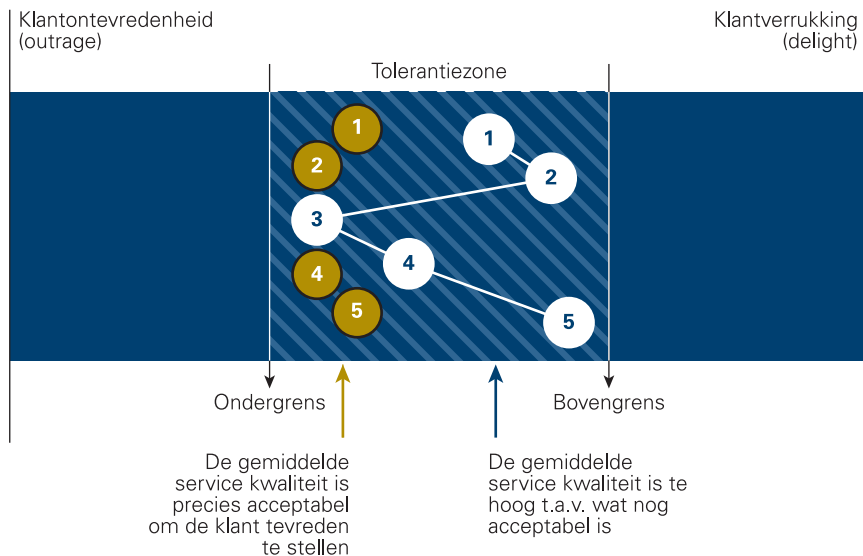 Klantontevredenheid
(outrage)
Klantverrukking
(delight)
Tolerantiezone
1
2
3
4
5
1
2
4
5
Ondergrens
Bovengrens
De gemiddelde
service kwaliteit is
precies acceptabel
om de klant tevreden
te stellen
De gemiddelde
service kwaliteit is te
hoog t.a.v. wat nog
acceptabel is